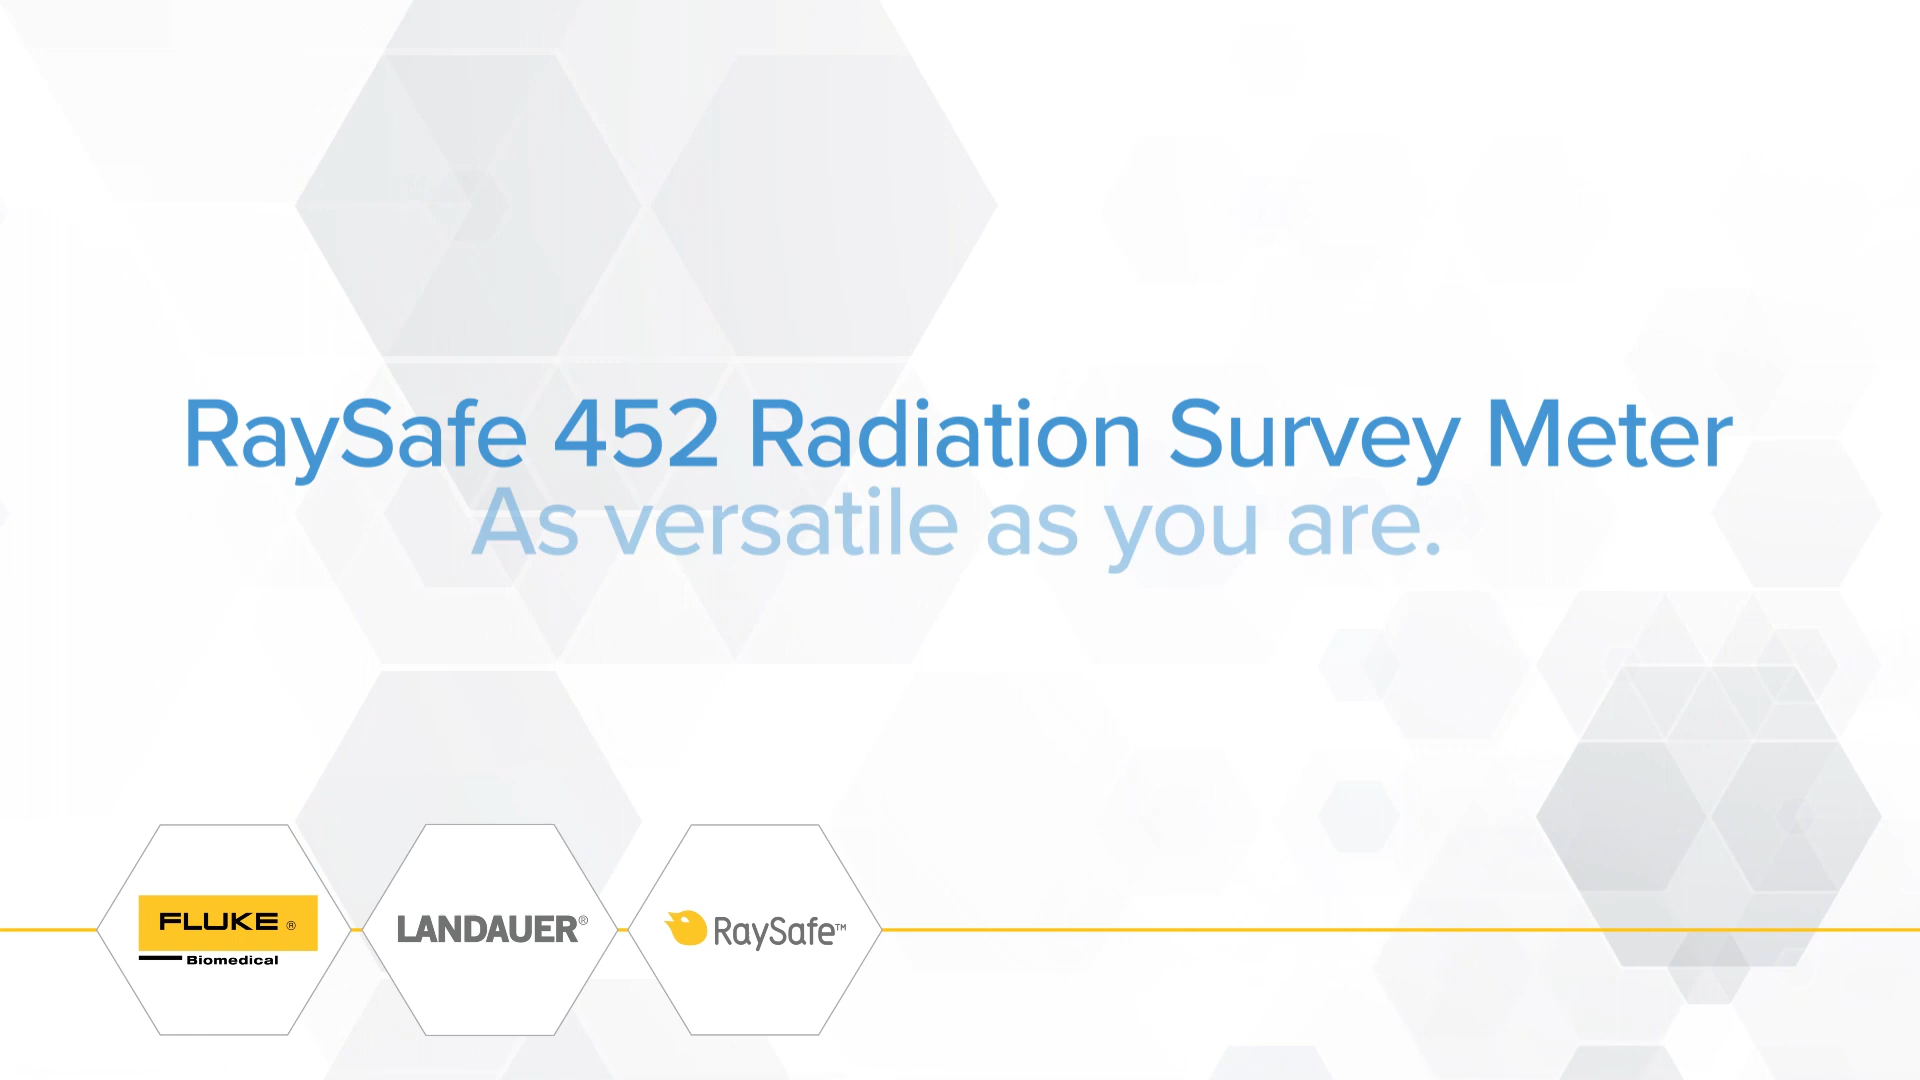 RaySafe 452 Radiation Survey Meter
As versatile as you are.
FLUKE ®
Biomedical
LANDAUER®
RaySafe™